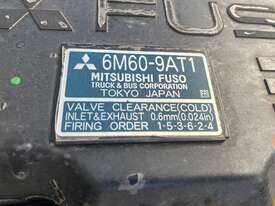 FUSO
6M60-9AT1
MITSUBISHI FUSO
TRUCK & BUS CORPORATION
TOKYO JAPAN
VALVE CLEARANCE(COLD)
INLET&EXHAUST 0.6mm(0.024in)
FIRING ORDER 1-5-3-6-2-4